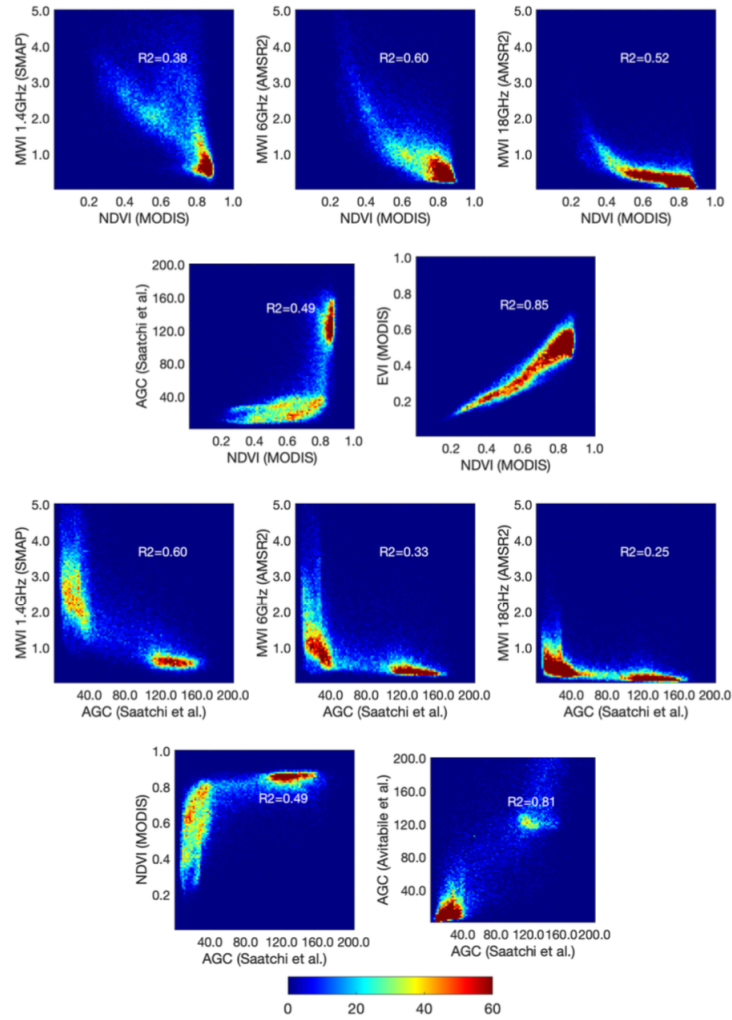 5.0 5.0 5.0
4.0 4.0 4.0
R2=0.38 R2=0.60 R2=0.52
3.0 3.0 3.0
2.0 2.0 2.0
1.0 1.0 1.0
MWI 1.4GHz (SMAP) MWI 6GHz (AMSR2) MWI 18GHz (AMSR2)
0.2 0.4 0.6 0.8 1.0 0.2 0.4 0.6 0.8 1.0 0.2 0.4 0.6 0.8 1.0
NDVI (MODIS) NDVI (MODIS) NDVI (MODIS)
200.0 1.0
160.0 0.8
R2=0.49 R2=0.85
120.0 0.6
80.0 0.4
40.0 0.2
AGC (Saatchi et al.) EVI (MODIS)
0.2 0.4 0.6 0.8 1.0 0.2 0.4 0.6 0.8 1.0
NDVI (MODIS) NDVI (MODIS)
5.0 5.0 5.0
4.0 4.0 4.0
R2=0.60 R2=0.33 R2=0.25
3.0 3.0 3.0
2.0 2.0 2.0
1.0 1.0 1.0
MWI 1.4GHz (SMAP) MWI 6GHz (AMSR2) MWI 18GHz (AMSR2)
40.0 80.0 120.0 160.0 200.0 40.0 80.0 120.0 160.0 200.0 40.0 80.0 120.0 160.0 200.0
AGC (Saatchi et al.) AGC (Saatchi et al.) AGC (Saatchi et al.)
1.0 200.0
0.8 160.0
R2=0.49 R2=0.81
0.6 120.0
0.4 80.0
0.2 40.0
NDVI (MODIS) AGC (Avitabile et al.)
40.0 80.0 120.0 160.0 200.0 40.0 80.0 120.0 160.0 200.0
AGC (Saatchi et al.) AGC (Saatchi et al.)
0 20 40 60